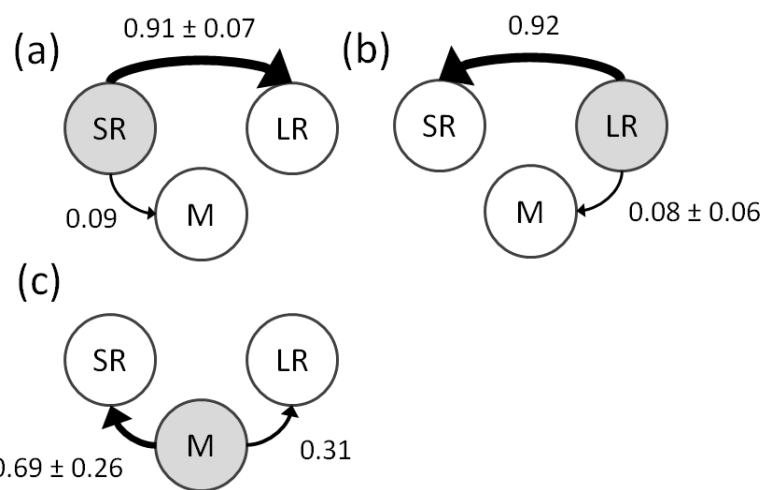 0.91 ± 0.07
(a)
SR
LR
0.09
M
(b)
0.92
SR
LR
M
0.08 ± 0.06
(c)
SR
LR
M
0.69 ± 0.26
0.31